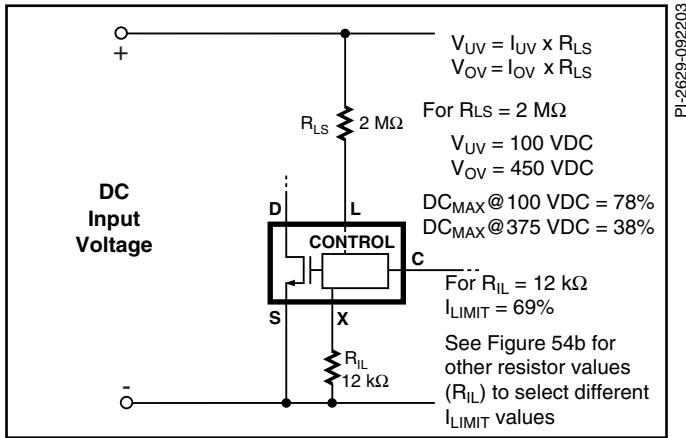 +
V_UV = I_UV x R_LS
V_OV = I_OV x R_LS
For R_LS = 2 MΩ
V_UV = 100 VDC
V_OV = 450 VDC
DC_MAX@100 VDC = 78%
DC_MAX@375 VDC = 38%
R_LS
2 MΩ
DC
Input
Voltage
D
L
CONTROL
C
S
X
For R_IL = 12 kΩ
I_LIMIT = 69%
See Figure 54b for
other resistor values
(R_IL) to select different
I_LIMIT values
R_IL
12 kΩ
-
PI-2629-092203